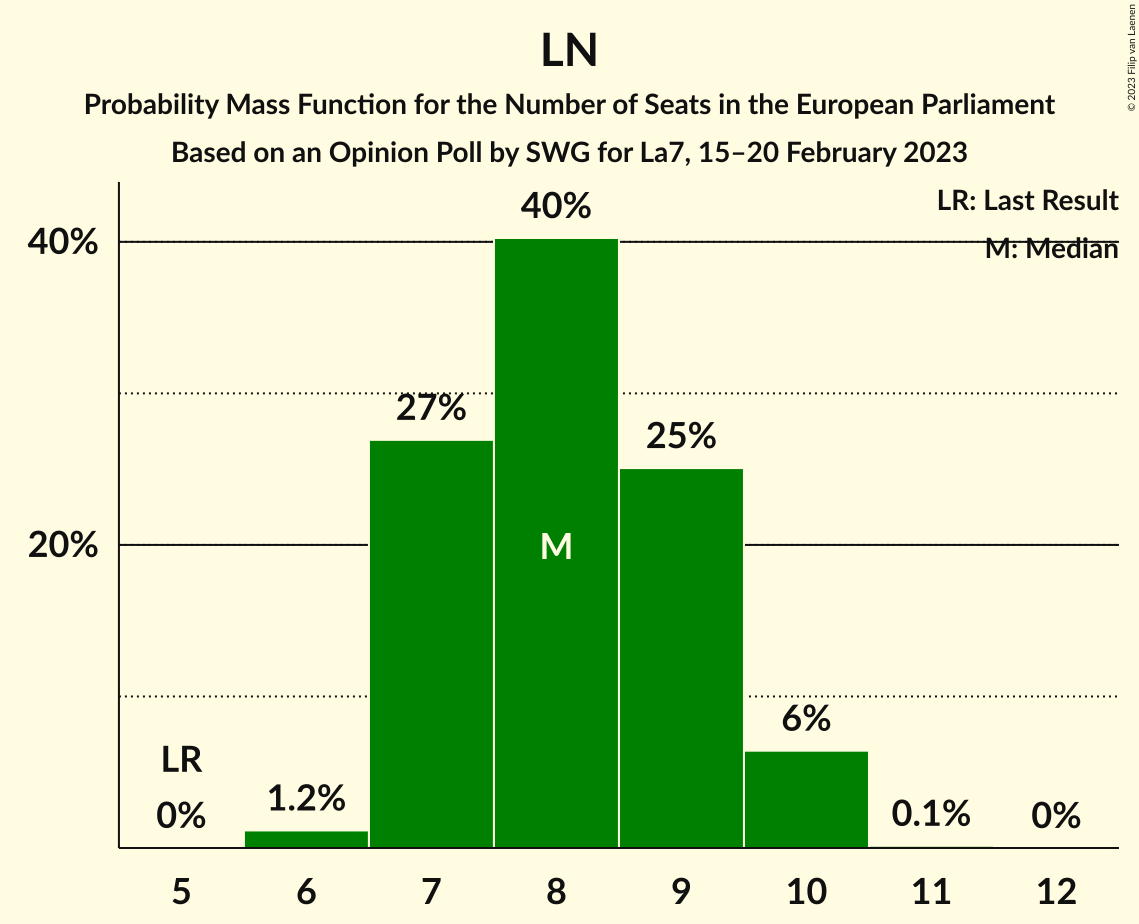 LN
Probability Mass Function for the Number of Seats in the European Parliament
Based on an Opinion Poll by SWG for La7, 15–20 February 2023
© 2023 Filip van Laenen
LR: Last Result
M: Median
40%
20%
LR
0%
1.2%
27%
40%
M
25%
6%
0.1%
0%
5 6 7 8 9 10 11 12